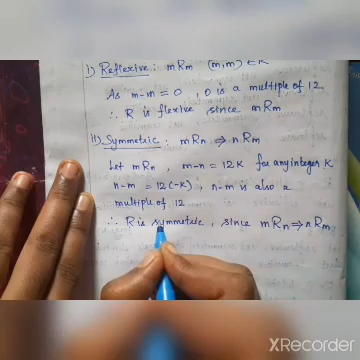 I) Reflexive: mRm (m,m) ∈ R
As m-m = 0, 0 is a multiple of 12
∴ R is flexive since mRm
II) Symmetric: mRn ⇒ nRm
Let mRn, m-n = 12K for any integer K
n-m = 12(-K), n-m is also a
multiple of 12
∴ R is symmetric, since mRn ⇒ nRm
XRecorder